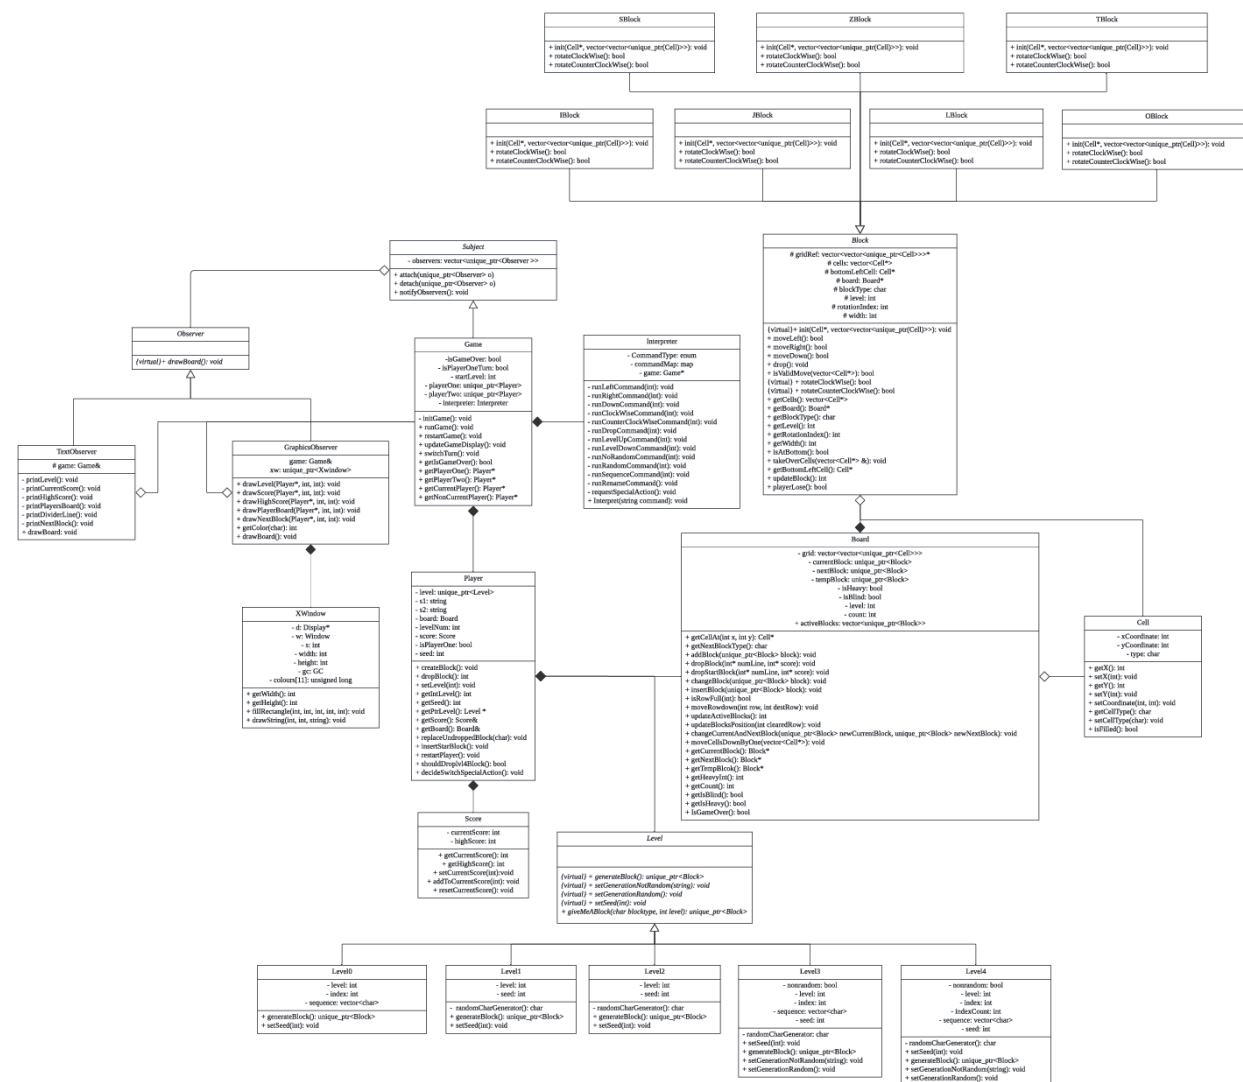 SBlock
+ init(Cell*, vector<vector<unique_ptr(Cell)>>): void
+ rotateClockWise(): bool
+ rotateCounterClockWise(): bool
ZBlock
+ init(Cell*, vector<vector<unique_ptr(Cell)>>): void
+ rotateClockWise(): bool
+ rotateCounterClockWise(): bool
TBlock
+ init(Cell*, vector<vector<unique_ptr(Cell)>>): void
+ rotateClockWise(): bool
+ rotateCounterClockWise(): bool
IBlock
+ init(Cell*, vector<vector<unique_ptr(Cell)>>): void
+ rotateClockWise(): bool
+ rotateCounterClockWise(): bool
JBlock
+ init(Cell*, vector<vector<unique_ptr(Cell)>>): void
+ rotateClockWise(): bool
+ rotateCounterClockWise(): bool
LBlock
+ init(Cell*, vector<vector<unique_ptr(Cell)>>): void
+ rotateClockWise(): bool
+ rotateCounterClockWise(): bool
OBlock
+ init(Cell*, vector<vector<unique_ptr(Cell)>>): void
+ rotateClockWise(): bool
+ rotateCounterClockWise(): bool
Subject
- observers: vector<unique_ptr<Observer >>
+ attach(unique_ptr<Observer> o)
+ detach(unique_ptr<Observer> o)
+ notifyObservers(): void
Block
# gridRef: vector<vector<unique_ptr<Cell>>>*
# cells: vector<Cell*>
# bottomLeftCell: Cell*
# board: Board*
# blockType: char
# level: int
# rotationIndex: int
# width: int
{virtual}+ init(Cell*, vector<vector<unique_ptr(Cell)>>): void
+ moveLeft(): bool
+ moveRight(): bool
+ moveDown(): bool
+ drop(): void
+ isValidMove(vector<Cell*>): bool
{virtual} + rotateClockWise(): bool
{virtual} + rotateCounterClockWise(): bool
+ getCells(): vector<Cell*>
+ getBoard(): Board*
+ getBlockType(): char
+ getLevel(): int
+ getRotationIndex(): int
+ getWidth(): int
+ isAtBottom(): bool
+ takeOverCells(vector<Cell*> &): void
+ getBottomLeftCell(): Cell*
+ updateBlock(): int
+ playerLose(): bool
Observer
{virtual}+ drawBoard(): void
Game
-isGameOver: bool
- isPlayerOneTurn: bool
- startLevel: int
- playerOne: unique_ptr<Player>
- playerTwo: unique_ptr<Player>
- interpreter: Interpreter
- initGame(): void
+ runGame(): void
+ restartGame(): void
+ updateGameDisplay(): void
+ switchTurn(): void
+ getIsGameOver(): bool
+ getPlayerOne(): Player*
+ getPlayerTwo(): Player*
+ getCurrentPlayer(): Player*
+ getNonCurrentPlayer(): Player*
Interpreter
- CommandType: enum
- commandMap: map
- game: Game*
- runLeftCommand(int): void
- runRightCommand(int): void
- runDownCommand(int): void
- runClockWiseCommand(int): void
- runCounterClockWiseCommand(int): void
- runDropCommand(int): void
- runLevelUpCommand(int): void
- runLevelDownCommand(int): void
- runNoRandomCommand(int): void
- runRandomCommand(int): void
- runSequenceCommand(int): void
- runRenameCommand(): void
- requestSpecialAction(): void
+ Interpret(string command): void
TextObserver
# game: Game&
- printLevel(): void
- printCurrentScore(): void
- printHighScore(): void
- printPlayersBoard(): void
- printDividerLine(): void
- printNextBlock(): void
+ drawBoard: void
GraphicsObserver
game: Game&
xw: unique_ptr<XWindow>
+ drawLevel(Player*, int, int): void
+ drawScore(Player*, int, int): void
+ drawHighScore(Player*, int, int): void
+ drawPlayerBoard(Player*, int, int): void
+ drawNextBlock(Player*, int, int): void
+ getColor(char): int
+ drawBoard(): void
XWindow
- d: Display*
- w: Window
- s: int
- width: int
- height: int
- gc: GC
- colours[11]: unsigned long
+ getWidth(): int
+ getHeight(): int
+ fillRectangle(int, int, int, int, int): void
+ drawString(int, int, string): void
Player
- level: unique_ptr<Level>
- s1: string
- s2: string
- board: Board
- levelNum: int
- score: Score
- isPlayerOne: bool
- seed: int
+ createBlock(): void
+ dropBlock(): int
+ setLevel(int): void
+ getIntLevel(): int
+ getSeed(): int
+ getPtrLevel(): Level *
+ getScore(): Score&
+ getBoard(): Board&
+ replaceUndroppedBlock(char): void
+ insertStarBlock(): void
+ restartPlayer(): void
+ shouldDroplvl4Block(): bool
+ decideSwitchSpecialAction(): void
Board
- grid: vector<vector<unique_ptr<Cell>>>
- currentBlock: unique_ptr<Block>
- nextBlock: unique_ptr<Block>
- tempBlock: unique_ptr<Block>
- isHeavy: bool
- isBlind: bool
- level: int
- count: int
+ activeBlocks: vector<unique_ptr<Block>>
+ getCellAt(int x, int y): Cell*
+ getNextBlockType(): char
+ addBlock(unique_ptr<Block> block): void
+ dropBlock(int* numLine, int* score): void
+ dropStartBlock(int* numLine, int* score): void
+ changeBlock(unique_ptr<Block> block): void
+ insertBlock(unique_ptr<Block> block): void
+ isRowFull(int): bool
+ moveRowdown(int row, int destRow): void
+ updateActiveBlocks(): int
+ updateBlocksPosition(int clearedRow): void
+ changeCurrentAndNextBlock(unique_ptr<Block> newCurrentBlock, unique_ptr<Block> newNextBlock): void
+ moveCellsDownByOne(vector<Cell*>): void
+ getCurrentBlock(): Block*
+ getNextBlock(): Block*
+ getTempBlcok(): Block*
+ getHeavyInt(): int
+ getCount(): int
+ getIsBlind(): bool
+ getIsHeavy(): bool
+ IsGameOver(): bool
Cell
- xCoordinate: int
- yCoordinate: int
- type: char
+ getX(): int
+ setX(int): void
+ getY(): int
+ setY(int): void
+ setCoordinate(int, int): void
+ getCellType(): char
+ setCellType(char): void
+ isFilled(): bool
Score
- currentScore: int
- highScore: int
+ getCurrentScore(): int
+ getHighScore(): int
+ setCurrentScore(int):void
+ addToCurrentScore(int): void
+ resetCurrentScore(): void
Level
{virtual} + generateBlock(): unique_ptr<Block>
{virtual} + setGenerationNotRandom(string): void
{virtual} + setGenerationRandom(): void
{virtual} + setSeed(int): void
+ giveMeABlock(char blocktype, int level): unique_ptr<Block>
Level0
- level: int
- index: int
- sequence: vector<char>
+ generateBlock(): unique_ptr<Block>
+ setSeed(int): void
Level1
- level: int
- seed: int
- randomCharGenerator(): char
+ generateBlock(): unique_ptr<Block>
+ setSeed(int): void
Level2
- level: int
- seed: int
- randomCharGenerator(): char
+ generateBlock(): unique_ptr<Block>
+ setSeed(int): void
Level3
- nonrandom: bool
- level: int
- index: int
- sequence: vector<char>
- seed: int
- randomCharGenerator: char
+ setSeed(int): void
+ generateBlock(): unique_ptr<Block>
+ setGenerationNotRandom(string): void
+ setGenerationRandom(): void
Level4
- nonrandom: bool
- level: int
- index: int
- indexCount: int
- sequence: vector<char>
- seed: int
- randomCharGenerator(): char
+ setSeed(int): void
+ generateBlock(): unique_ptr<Block>
+ setGenerationNotRandom(string): void
+ setGenerationRandom(): void